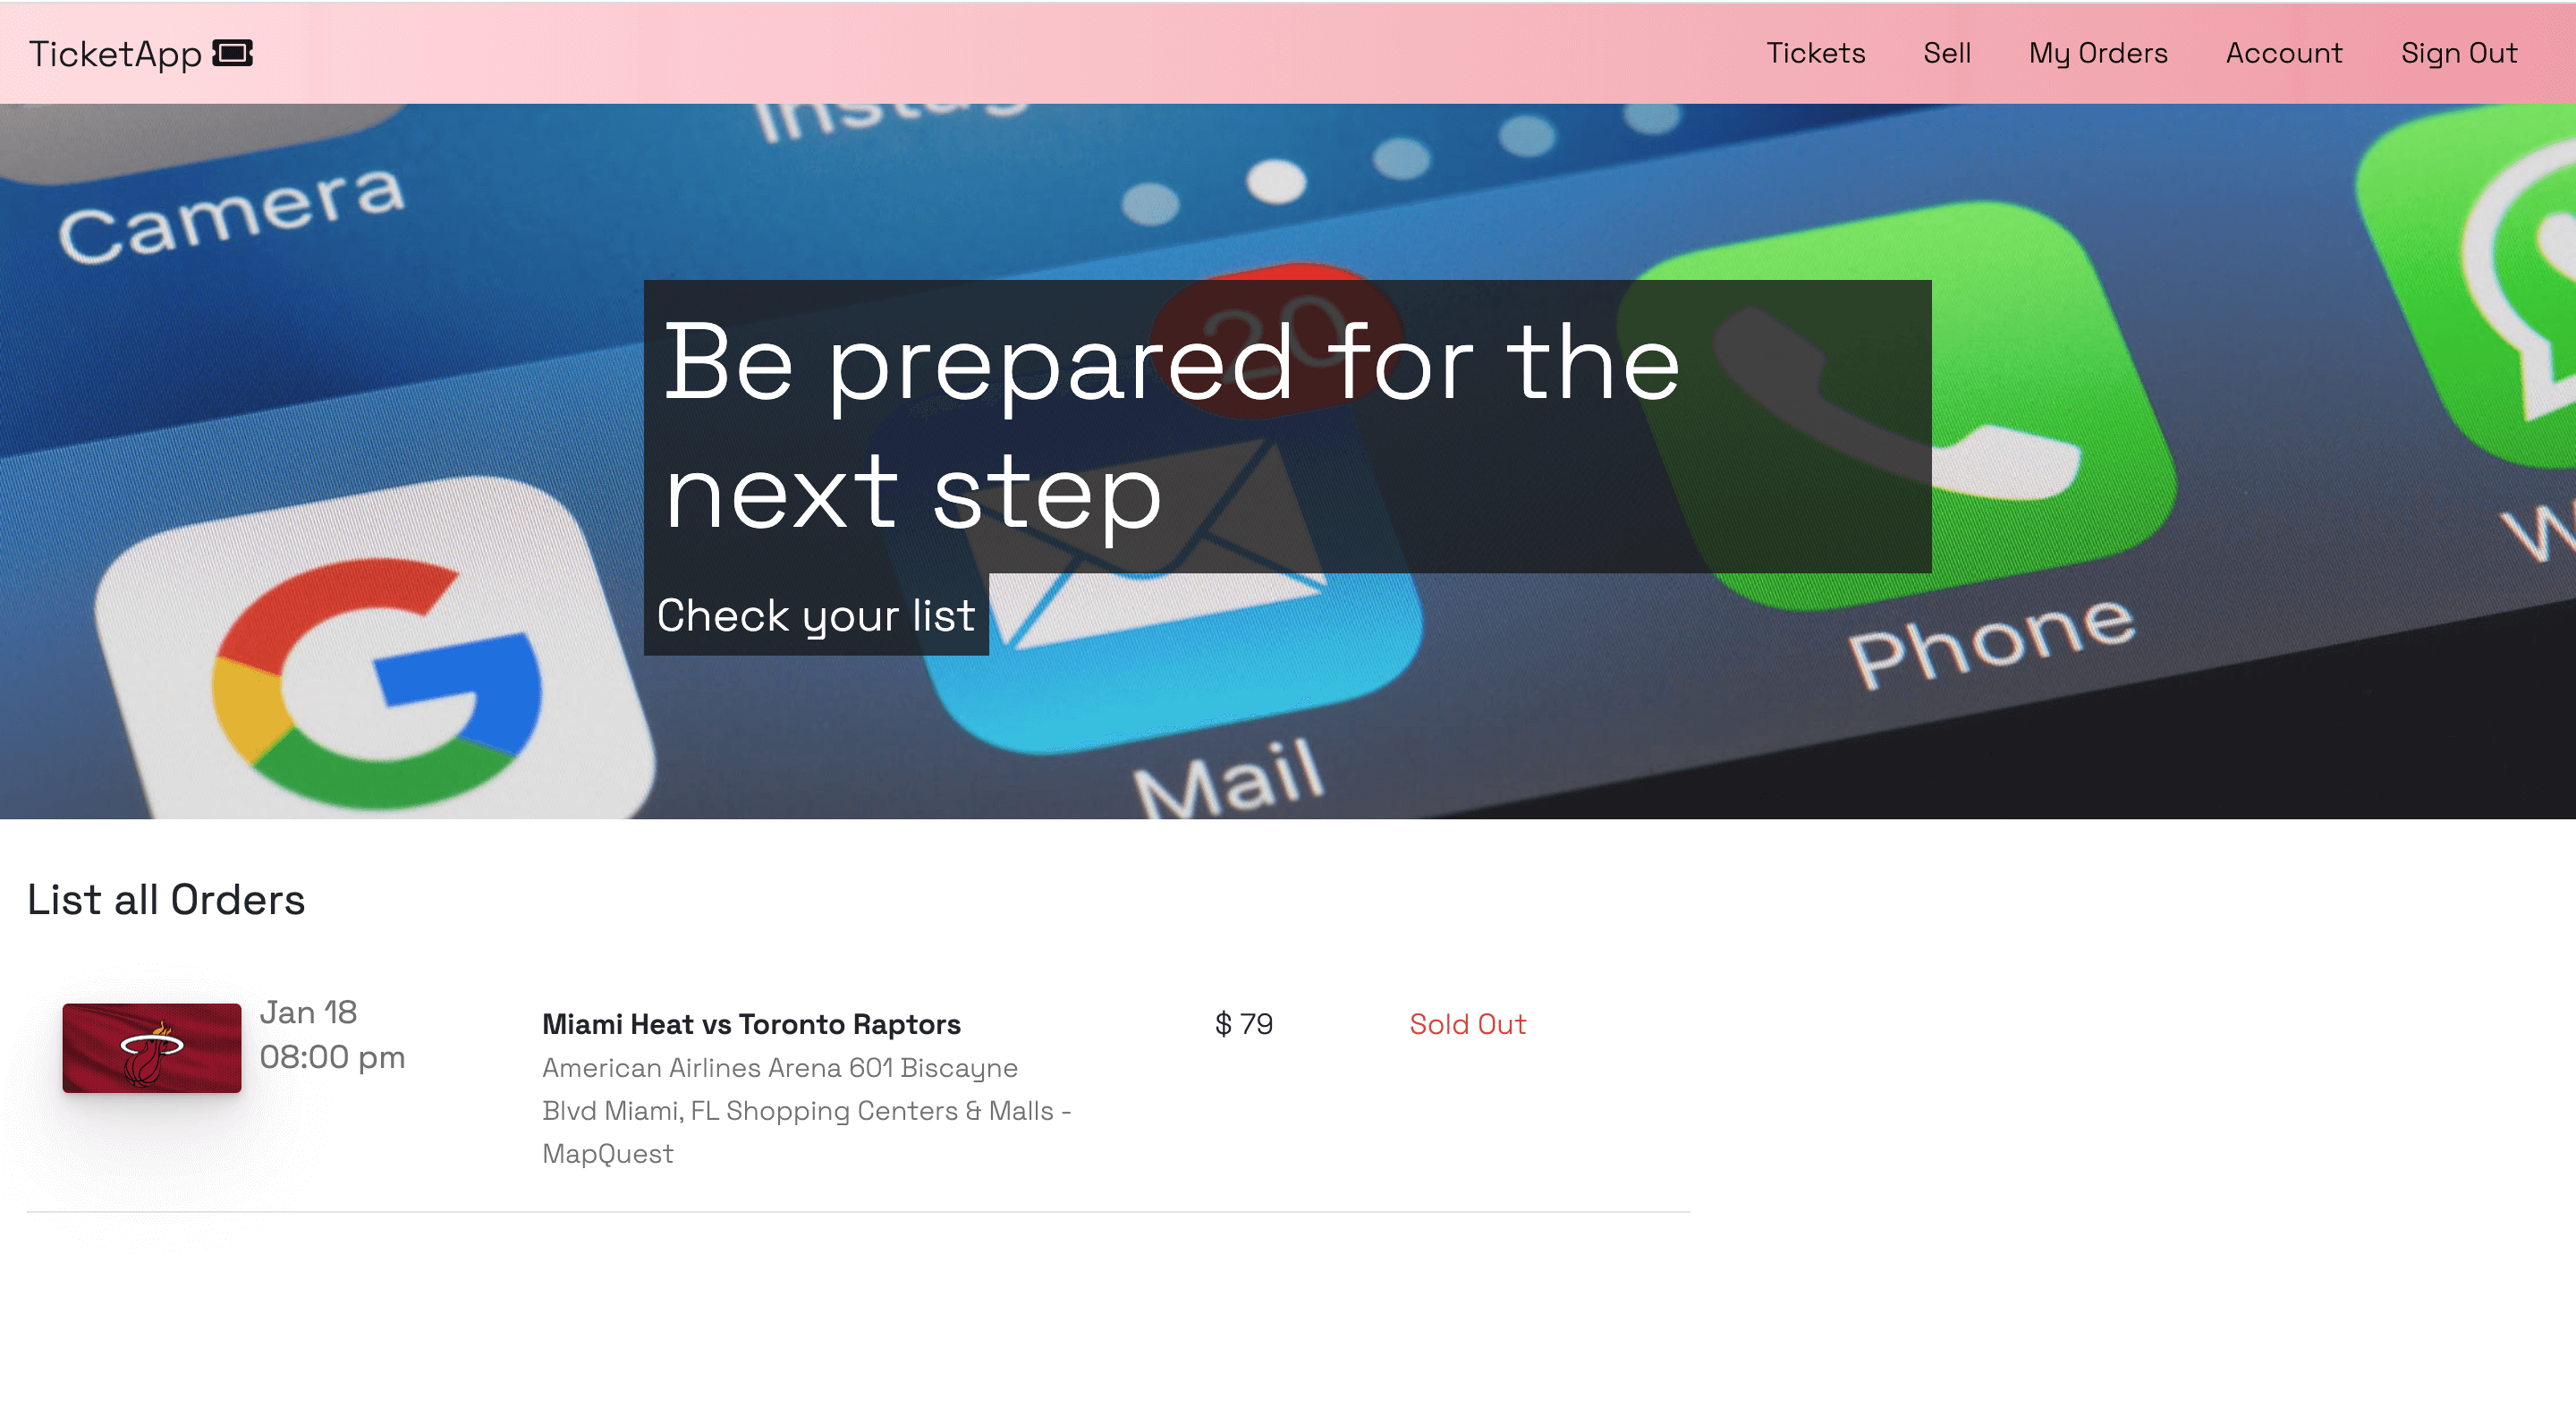 TicketApp
Tickets
Sell
My Orders
Account
Sign Out
Camera
20
Be prepared for the
next step
Check your list
Phone
Mail
List all Orders
Jan 18
08:00 pm
Miami Heat vs Toronto Raptors
American Airlines Arena 601 Biscayne
Blvd Miami, FL Shopping Centers & Malls -
MapQuest
$ 79
Sold Out